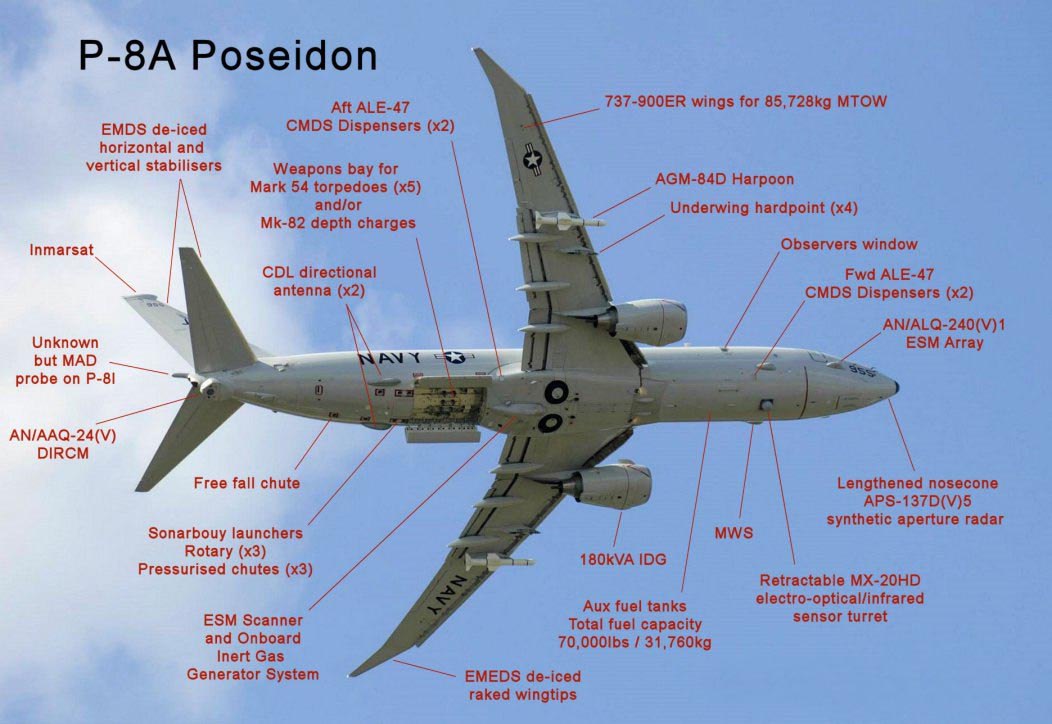 P-8A Poseidon
Aft ALE-47
CMDS Dispensers (x2)
737-900ER wings for 85,728kg MTOW
EMDS de-iced
horizontal and
vertical stabilisers
Weapons bay for
Mark 54 torpedoes (x5)
and/or
Mk-82 depth charges
AGM-84D Harpoon
Underwing hardpoint (x4)
Inmarsat
CDL directional
antenna (x2)
Observers window
Fwd ALE-47
CMDS Dispensers (x2)
AN/ALQ-240(V)1
ESM Array
Unknown
but MAD
probe on P-8I
NAVY
AN/AAQ-24(V)
DIRCM
Free fall chute
Lengthened nosecone
APS-137D(V)5
synthetic aperture radar
Sonarbouy launchers
Rotary (x3)
Pressurised chutes (x3)
MWS
180kVA IDG
Retractable MX-20HD
electro-optical/infrared
sensor turret
NAVY
Aux fuel tanks
Total fuel capacity
70,000lbs / 31,760kg
ESM Scanner
and Onboard
Inert Gas
Generator System
EMEDS de-iced
raked wingtips